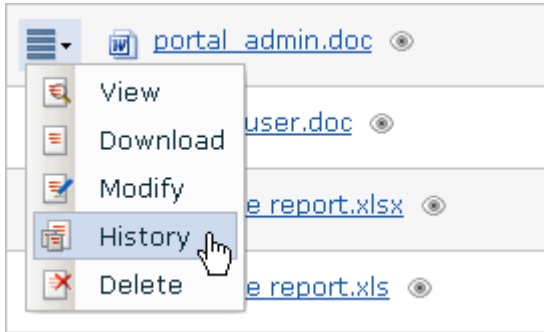 portal_admin.doc
View
user.doc
Download
Modify
e report.xlsx
History
Delete
e report.xls